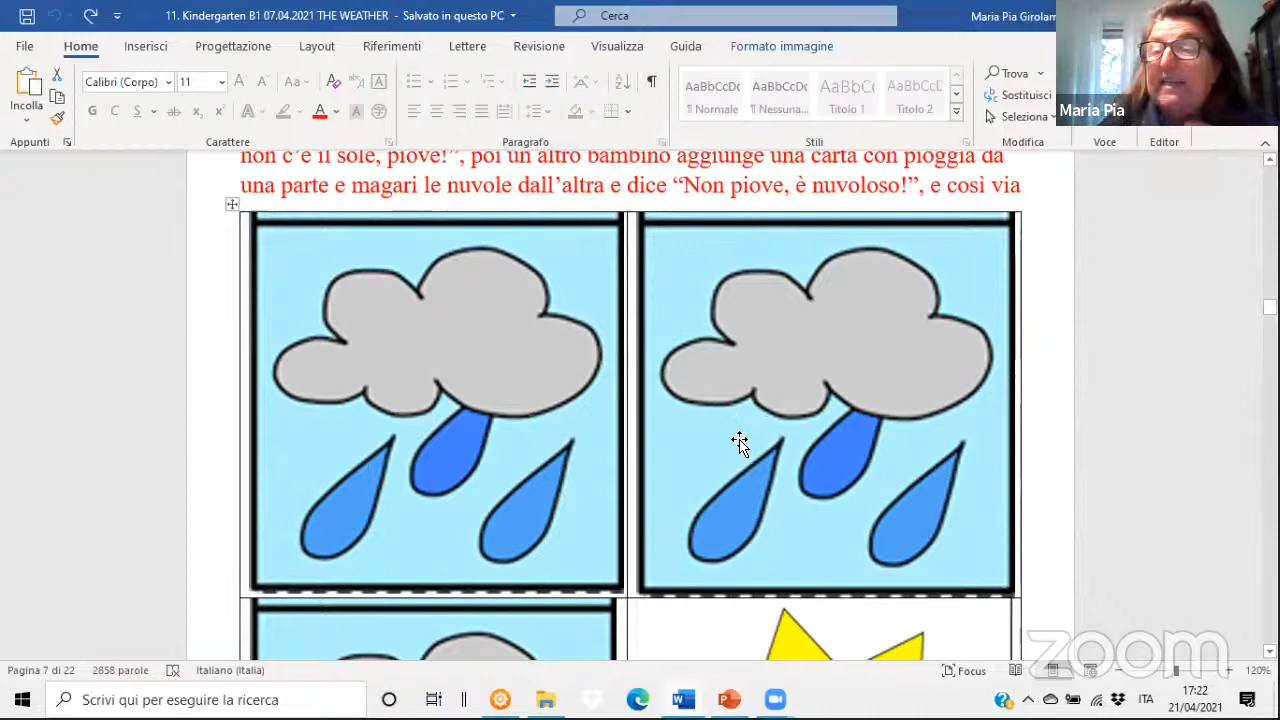 11. Kindergarten B1 07.04.2021 THE WEATHER - Salvato in questo PC
Cerca
Maria Pia Girolam
File Home Inserisci Progettazione Layout Riferimenti Lettere Revisione Visualizza Guida Formato immagine
Incolla
Calibri (Corpo) 11
G C S ab x x
AaBbCcDc AaBbCcDc AaBbC AaBbCcD
¶ Normale ¶ Nessuna... Titolo 1 Titolo 2
Trova
Sostituisci
Seleziona
Appunti Carattere Paragrafo Stili Modifica Voce Editor
Maria Pia
non c'è il sole, piove!", poi un altro bambino aggiunge una carta con pioggia da
una parte e magari le nuvole dall'altra e dice "Non piove, è nuvoloso!", e così via
zoom
Pagina 7 di 22 2858 parole Italiano (Italia) Focus 120%
Scrivi qui per eseguire la ricerca
ITA
17:22
21/04/2021